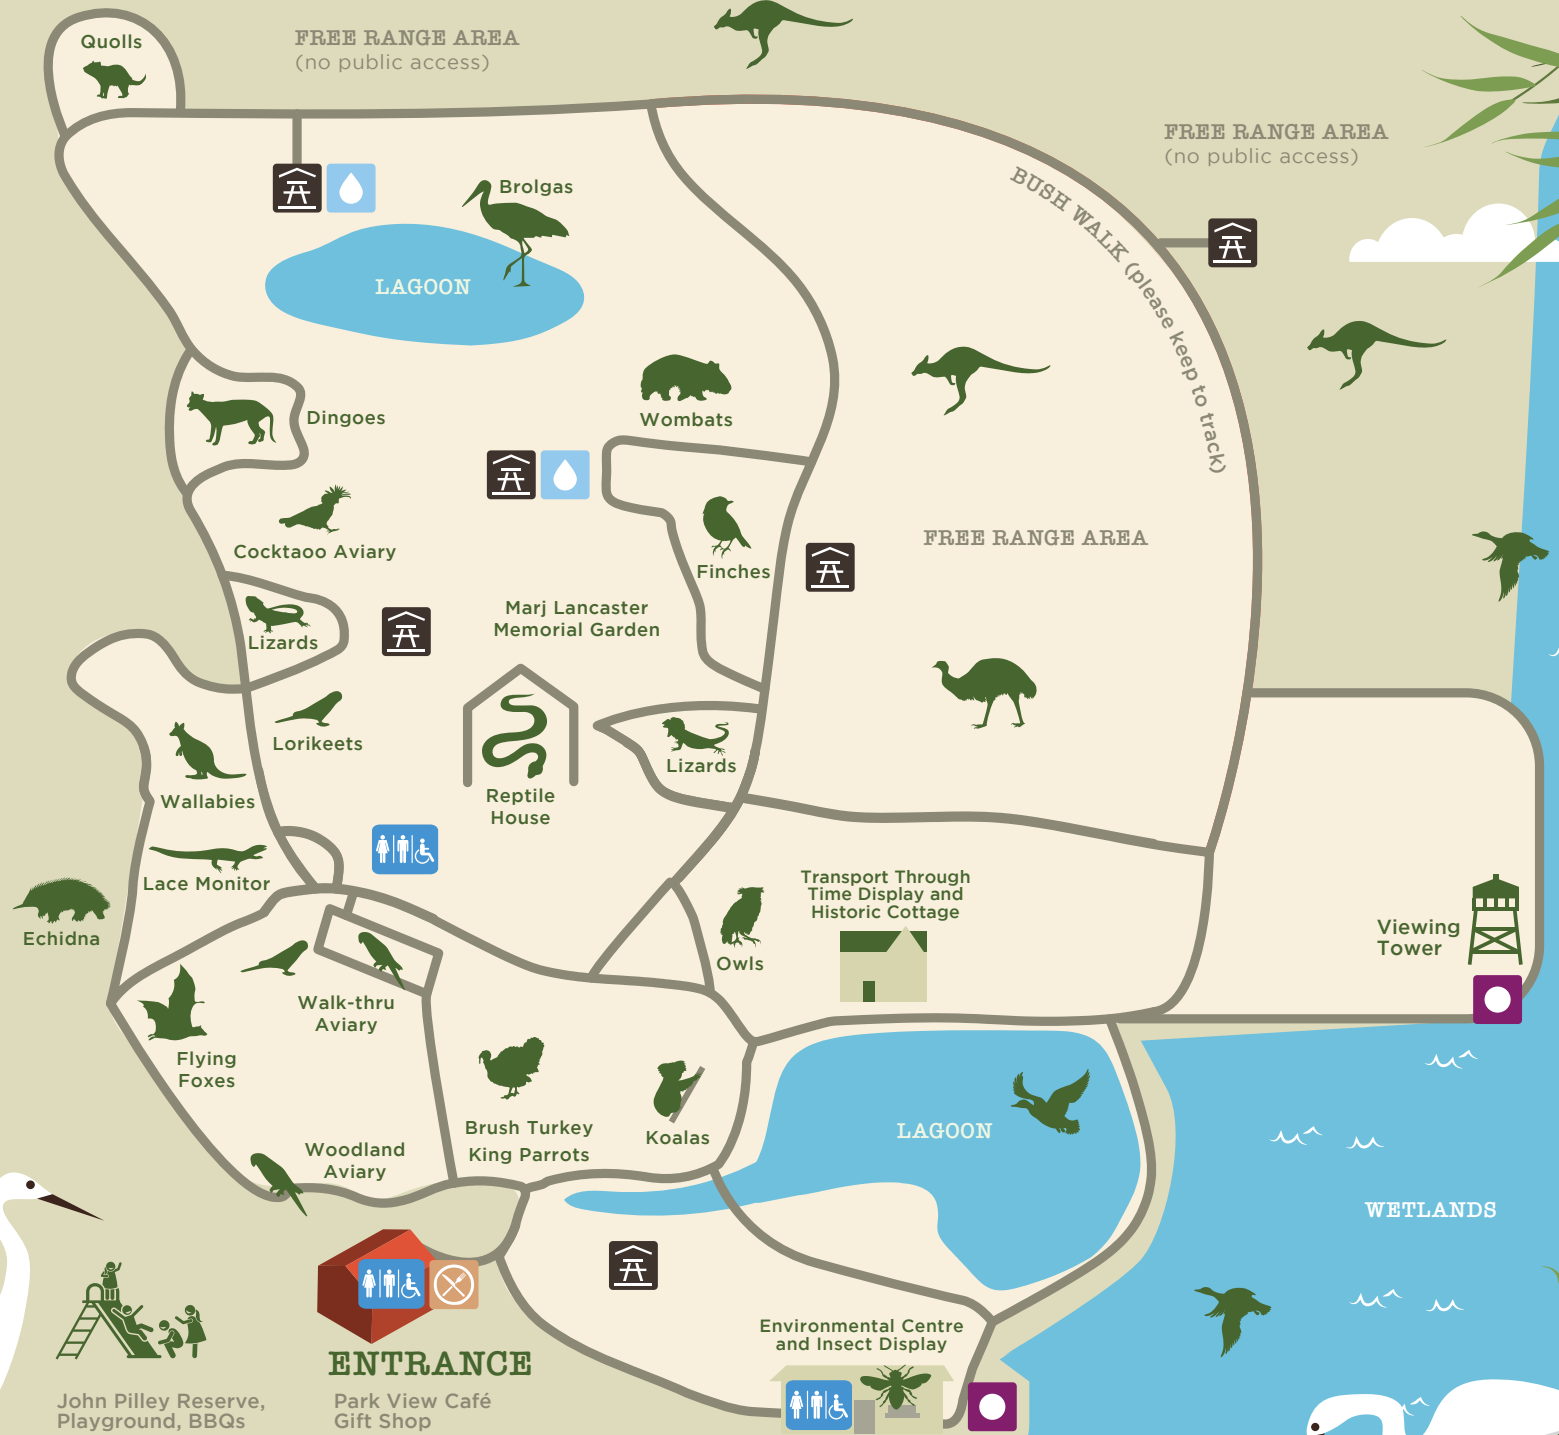 Quolls
FREE RANGE AREA
(no public access)
FREE RANGE AREA
(no public access)
BUSH WALK (please keep to track)
Brolgas
LAGOON
Dingoes
Wombats
Cocktaoo Aviary
Finches
FREE RANGE AREA
Marj Lancaster
Memorial Garden
Lizards
Lorikeets
Lizards
Reptile
House
Wallabies
Lace Monitor
Echidna
Transport Through
Time Display and
Historic Cottage
Viewing
Tower
Owls
Walk-thru
Aviary
Flying
Foxes
Brush Turkey
King Parrots
Koalas
LAGOON
Woodland
Aviary
WETLANDS
Environmental Centre
and Insect Display
ENTRANCE
John Pilley Reserve,
Playground, BBQs
Park View Café
Gift Shop